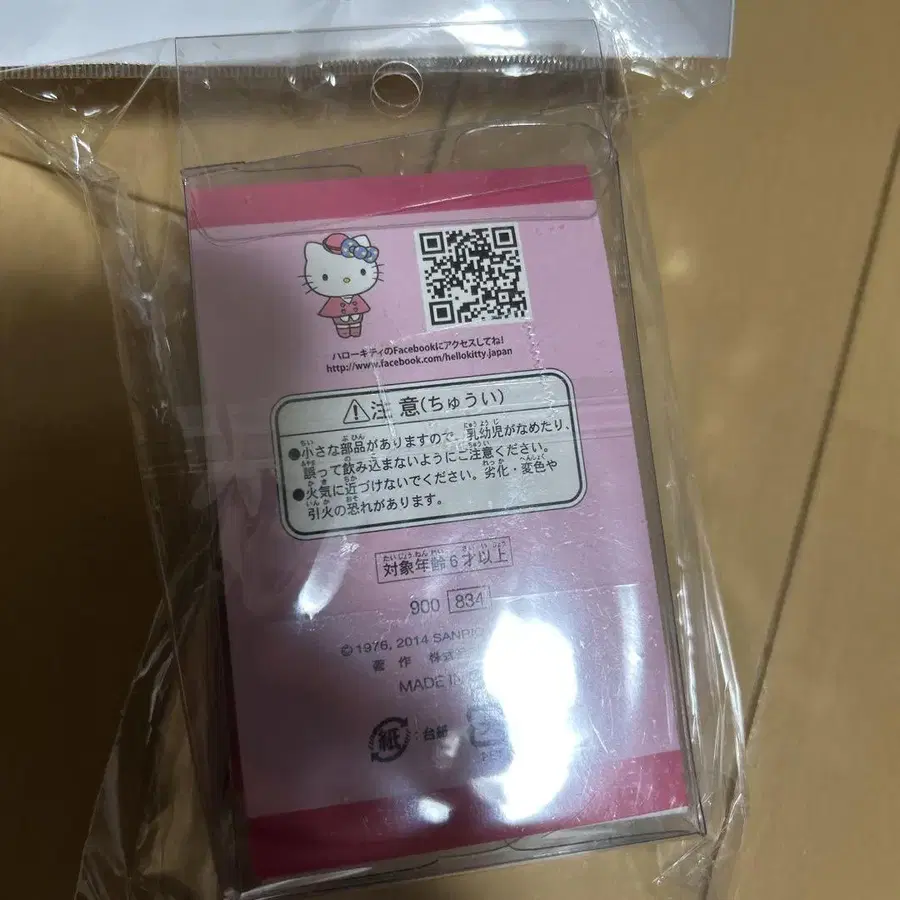 ハローキティのFacebookにアクセスしてね!
http://www.facebook.com/hellokitty.japan
注意(ちゅうい)
●小さな部品がありますので、乳幼児がなめたり、
誤って飲み込まないようにご注意ください。
●火気に近づけないでください。劣化・変色や
引火の恐れがあります。
対象年齢6才以上
900 834
©1976, 2014 SANRIO
著作 株式
MADE IN
紙:台紙